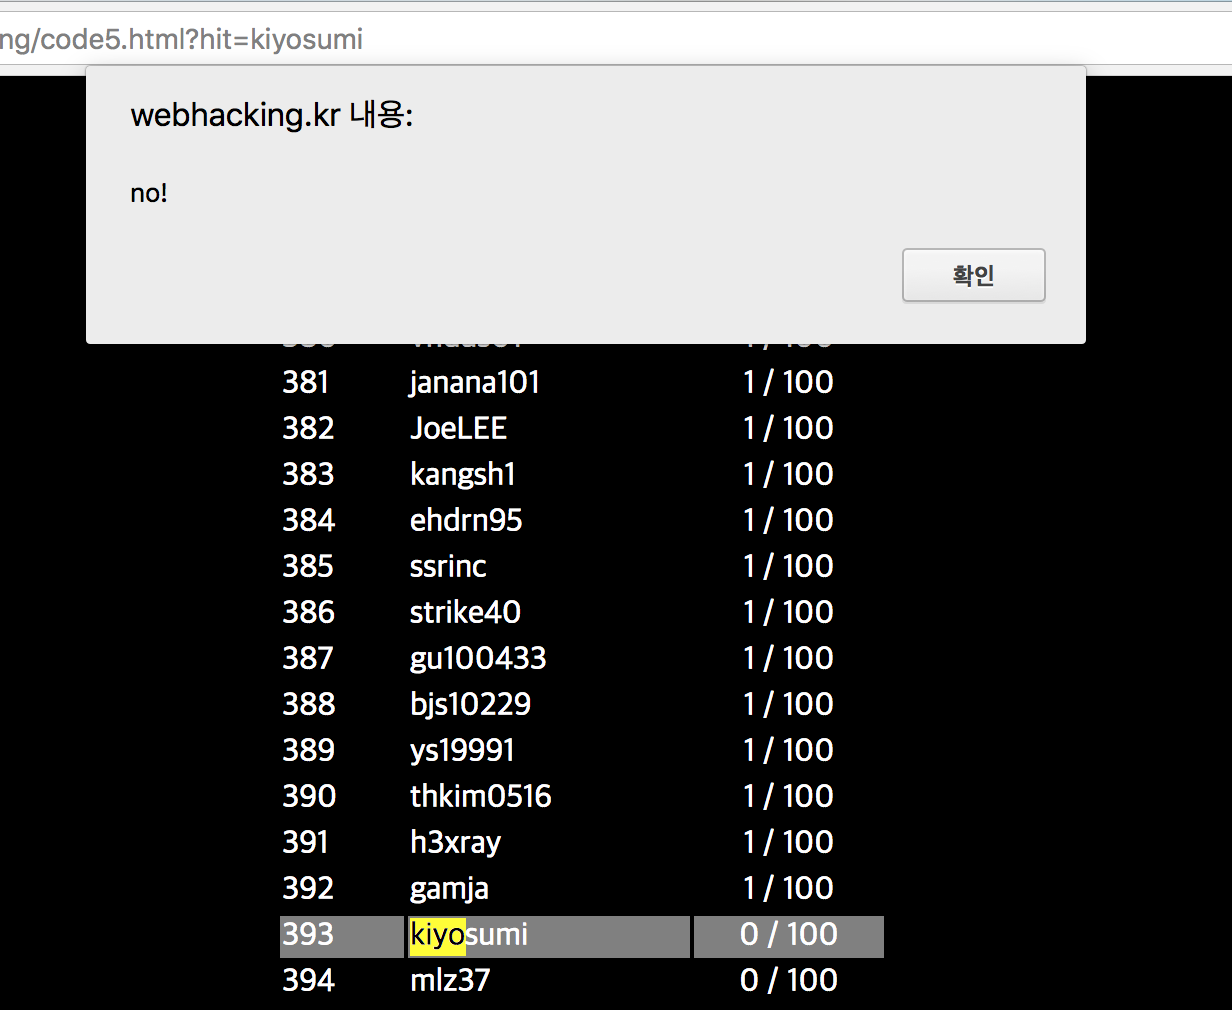 ng/code5.html?hit=kiyosumi
webhacking.kr 내용:
no!
확인
381 janana101 1 / 100
382 JoeLEE 1 / 100
383 kangsh1 1 / 100
384 ehdrn95 1 / 100
385 ssrinc 1 / 100
386 strike40 1 / 100
387 gu100433 1 / 100
388 bjs10229 1 / 100
389 ys19991 1 / 100
390 thkim0516 1 / 100
391 h3xray 1 / 100
392 gamja 1 / 100
393 kiyosumi 0 / 100
394 mlz37 0 / 100